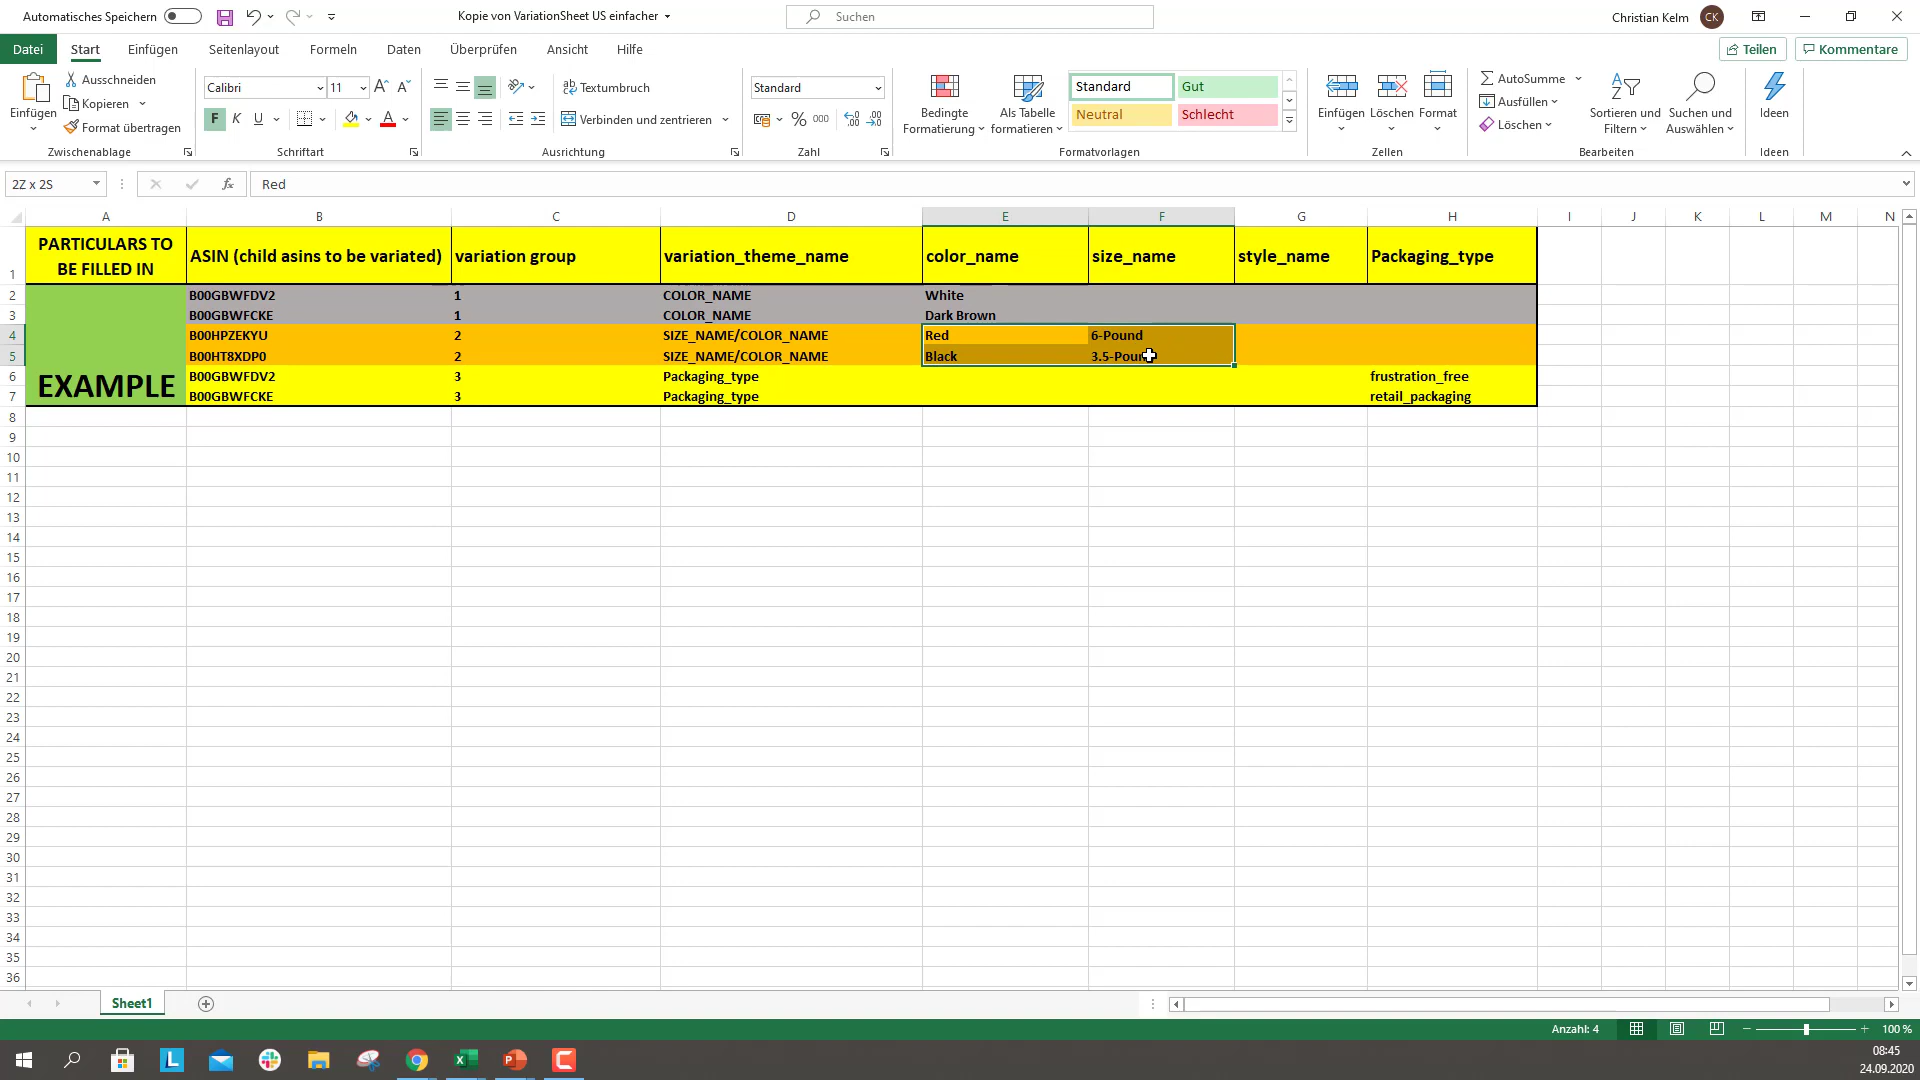 Automatisches Speichern
Kopie von VariationSheet US einfacher
Suchen
Christian Kelm CK
Datei Start Einfügen Seitenlayout Formeln Daten Überprüfen Ansicht Hilfe
Teilen Kommentare
Einfügen
Ausschneiden
Kopieren
Format übertragen
Zwischenablage
Calibri 11
F K U
Schriftart
Textumbruch
Verbinden und zentrieren
Ausrichtung
Standard
% 000
Zahl
Bedingte Formatierung
Als Tabelle formatieren
Standard Gut
Neutral Schlecht
Formatvorlagen
Einfügen Löschen Format
Zellen
AutoSumme
Ausfüllen
Löschen
Sortieren und Filtern
Suchen und Auswählen
Bearbeiten
Ideen
Ideen
2Z x 2S
fx
Red
A B C D E F G H I J K L M N
1 PARTICULARS TO BE FILLED IN ASIN (child asins to be variated) variation group variation_theme_name color_name size_name style_name Packaging_type
2 B00GBWFDV2 1 COLOR_NAME White
3 B00GBWFCKE 1 COLOR_NAME Dark Brown
4 B00HPZEKYU 2 SIZE_NAME/COLOR_NAME Red 6-Pound
5 B00HT8XDP0 2 SIZE_NAME/COLOR_NAME Black 3.5-Pound
EXAMPLE
6 B00GBWFDV2 3 Packaging_type frustration_free
7 B00GBWFCKE 3 Packaging_type retail_packaging
8
9
10
11
12
13
14
15
16
17
18
19
20
21
22
23
24
25
26
27
28
29
30
31
32
33
34
35
36
Sheet1
Anzahl: 4
100 %
08:45
24.09.2020